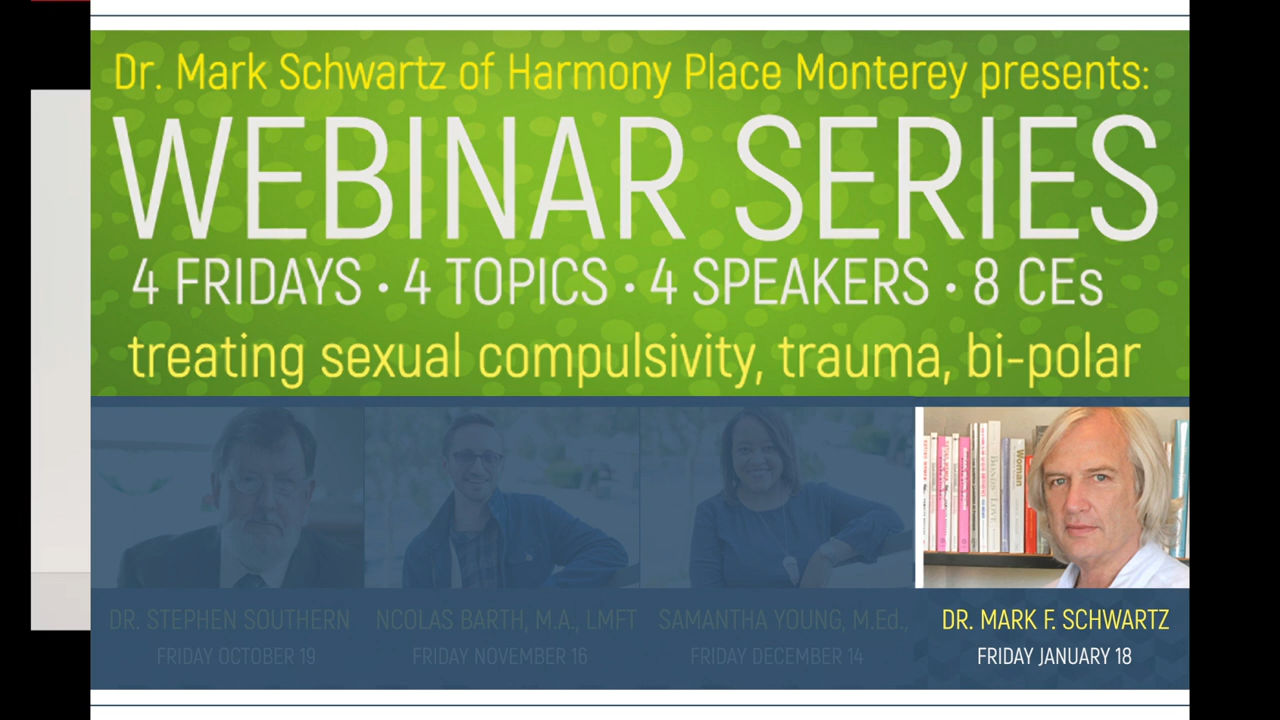 Dr. Mark Schwartz of Harmony Place Monterey presents:
WEBINAR SERIES
4 FRIDAYS • 4 TOPICS • 4 SPEAKERS • 8 CEs
treating sexual compulsivity, trauma, bi-polar
Woman
DR. STEPHEN SOUTHERN
FRIDAY OCTOBER 19
NCOLAS BARTH, M.A., LMFT
FRIDAY NOVEMBER 16
SAMANTHA YOUNG, M.Ed.,
FRIDAY DECEMBER 14
DR. MARK F. SCHWARTZ
FRIDAY JANUARY 18